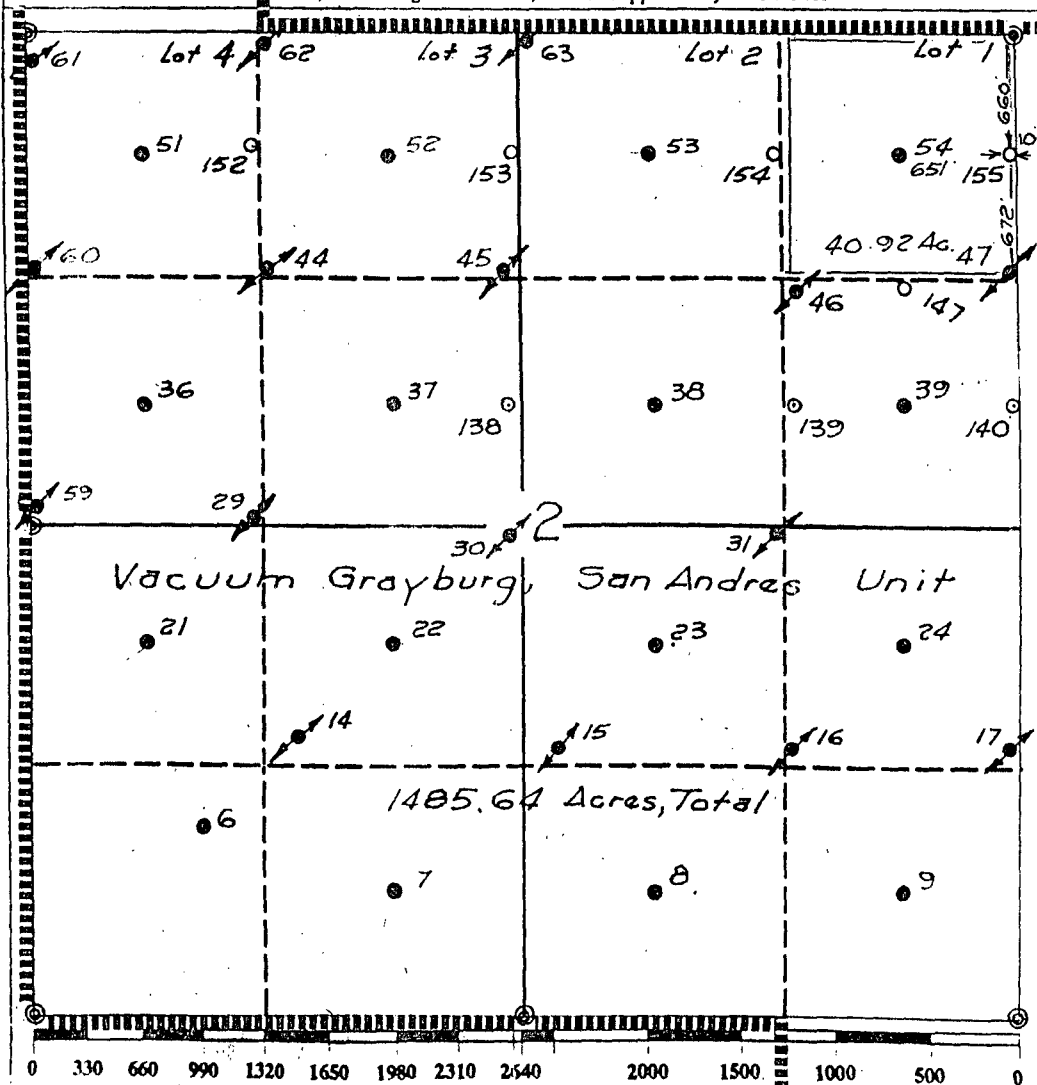 61 Lot 4 62 Lot 3 63 Lot 2 Lot 1
660'
51 152 52 153 53 154 54 155
651'
672'
60 44 45 40.92 Ac. 47
46 147
36 37 38 39
138 139 140
59 29 30 2 31
Vacuum Grayburg, San Andres Unit
21 22 23 24
14 15 16 17
1485.64 Acres, Total
6
7 8 9
0 330 660 990 1320 1650 1980 2310 2640 2000 1500 1000 500 0